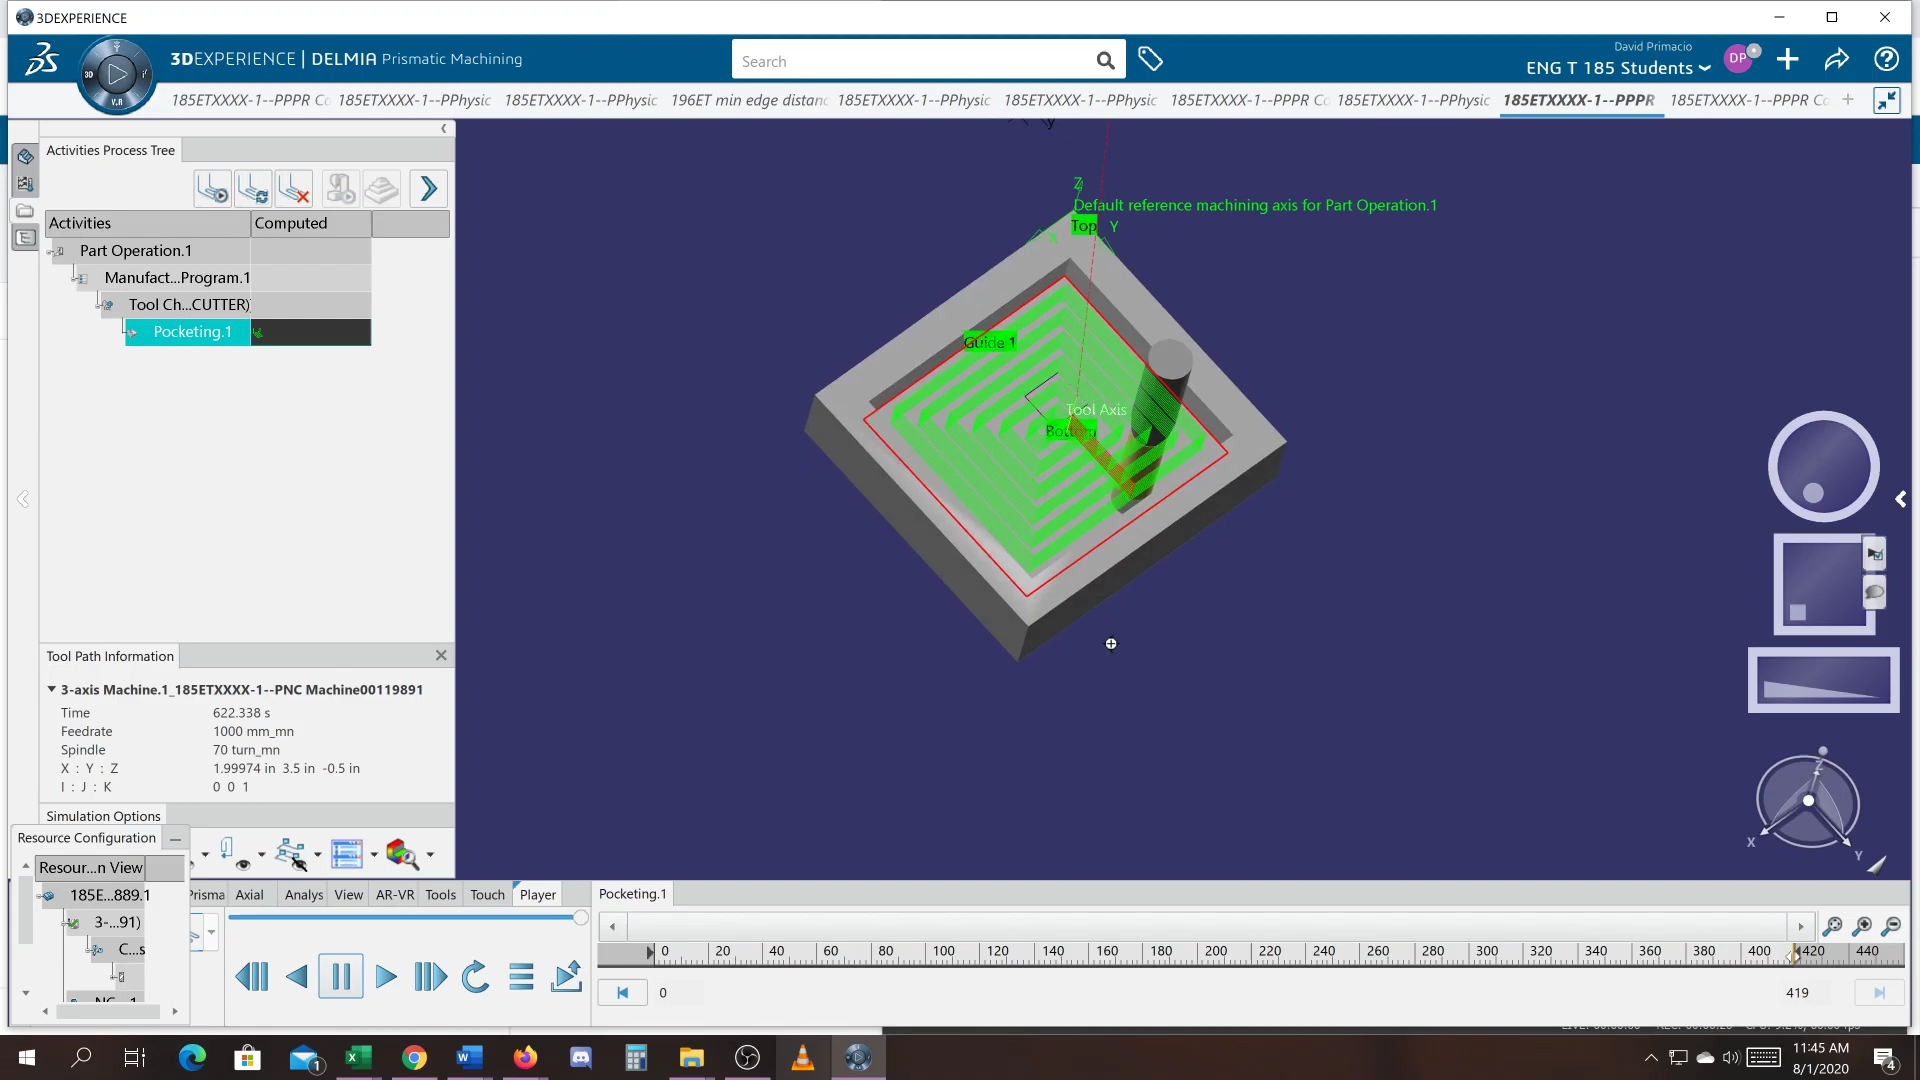 3DEXPERIENCE
3DEXPERIENCE | DELMIA Prismatic Machining
Search
David Primacio
ENG T 185 Students
DP
3D
V.R
185ETXXXX-1--PPPR Co
185ETXXXX-1--PPhysic
185ETXXXX-1--PPhysic
196ET min edge distanc
185ETXXXX-1--PPhysic
185ETXXXX-1--PPhysic
185ETXXXX-1--PPPR Co
185ETXXXX-1--PPhysic
185ETXXXX-1--PPPR
185ETXXXX-1--PPPR Co
Activities Process Tree
Activities
Computed
Part Operation.1
Manufact...Program.1
Tool Ch...CUTTER)
Pocketing.1
y
Z
Default reference machining axis for Part Operation.1
Top
Y
X
Guide 1
Tool Axis
Bottom
Tool Path Information
3-axis Machine.1_185ETXXXX-1--PNC Machine00119891
Time 622.338 s
Feedrate 1000 mm_mn
Spindle 70 turn_mn
X : Y : Z 1.99974 in 3.5 in -0.5 in
I : J : K 0 0 1
Simulation Options
Resource Configuration
Resour...n View
185E...889.1
3-...91)
C...s
Prisma
Axial
Analys
View
AR-VR
Tools
Touch
Player
Pocketing.1
0 20 40 60 80 100 120 140 160 180 200 220 240 260 280 300 320 340 360 380 400 420 440
0
419
Z
X
Y
1
11:45 AM
8/1/2020
4